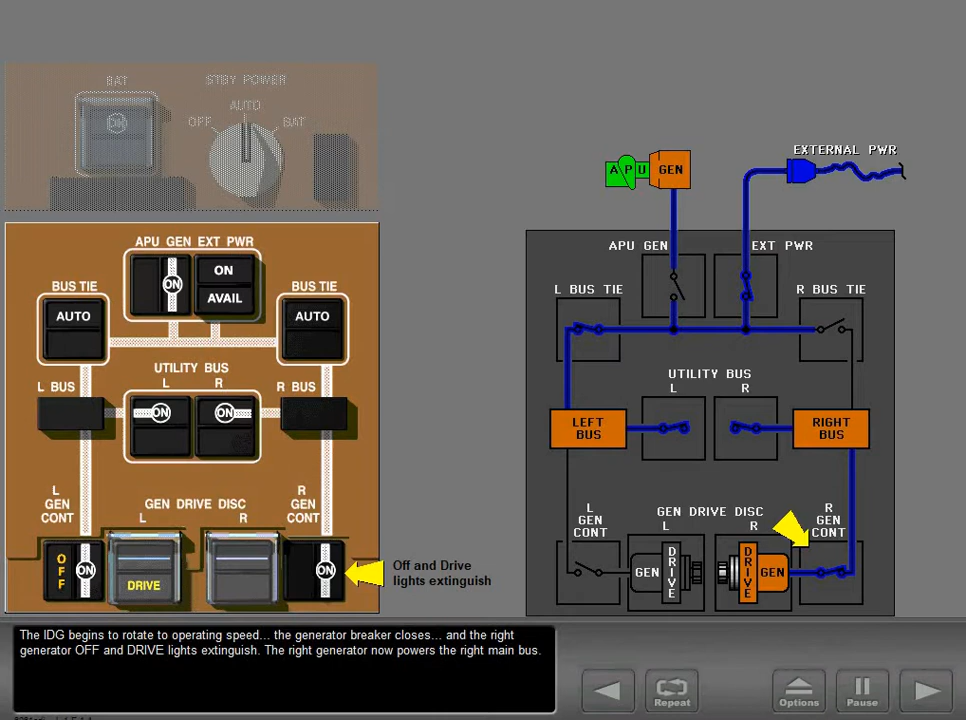 BAT
STBY POWER
AUTO
OFF
BAT
ON
APU GEN EXT PWR
ON
ON
AVAIL
BUS TIE
BUS TIE
AUTO
AUTO
UTILITY BUS
L R
L BUS
R BUS
ON
ON
L
GEN
CONT
GEN DRIVE DISC
L R
R
GEN
CONT
OFF
ON
DRIVE
ON
Off and Drive
lights extinguish
APU
GEN
EXTERNAL PWR
APU GEN
EXT PWR
L BUS TIE
R BUS TIE
UTILITY BUS
L R
LEFT
BUS
RIGHT
BUS
L
GEN
CONT
GEN DRIVE DISC
L R
R
GEN
CONT
GEN
DRIVE
DRIVE
GEN
The IDG begins to rotate to operating speed... the generator breaker closes... and the right
generator OFF and DRIVE lights extinguish. The right generator now powers the right main bus.
Repeat
Options
Pause